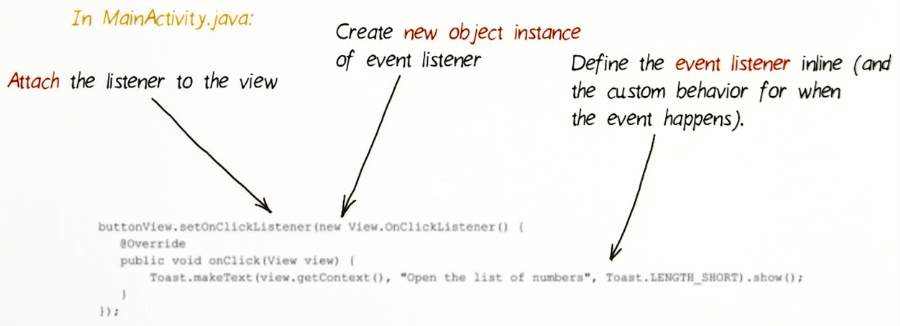 In MainActivity.java:
Attach the listener to the view
Create new object instance
of event listener
Define the event listener inline (and
the custom behavior for when
the event happens).
buttonView.setOnClickListener(new View.OnClickListener() {
@Override
public void onClick(View view) {
Toast.makeText(view.getContext(), "Open the list of numbers", Toast.LENGTH_SHORT).show();
}
});